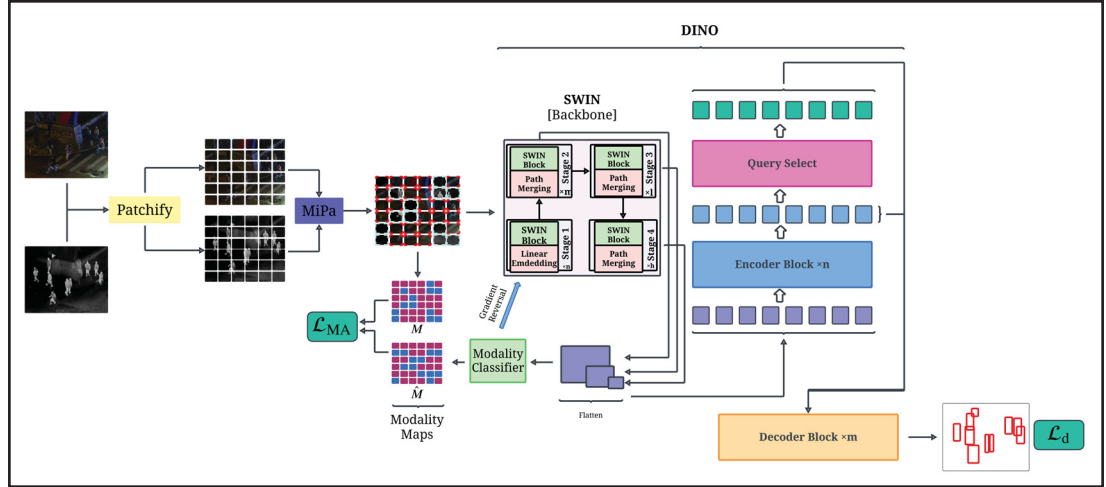 DINO
SWIN
[Backbone]
Patchify
MiPa
SWIN
Block
Path
Merging
Stage 2
SWIN
Block
Path
Merging
Stage 3
SWIN
Block
Linear
Emdedding
Stage 1
SWIN
Block
Path
Merging
Stage 4
Query Select
Encoder Block ×n
Gradient
Reversal
M
ℒMA
Modality
Classifier
M̂
Modality
Maps
Flatten
Decoder Block ×m
ℒd